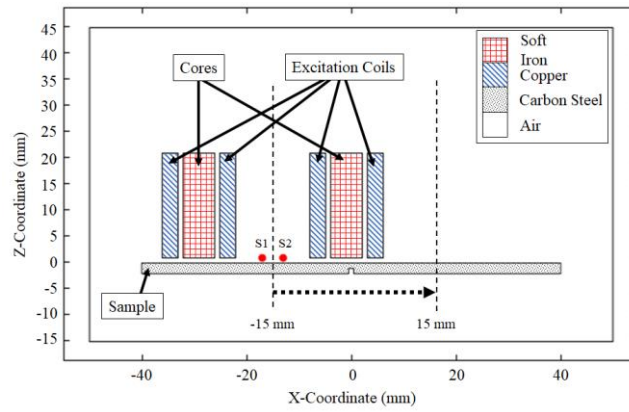 45
40
35
30
25
20
15
10
5
0
-5
-10
-15
Z-Coordinate (mm)
Cores
Excitation Coils
Soft
Iron
Copper
Carbon Steel
Air
S1 S2
Sample
-15 mm
15 mm
-40 -20 0 20 40
X-Coordinate (mm)